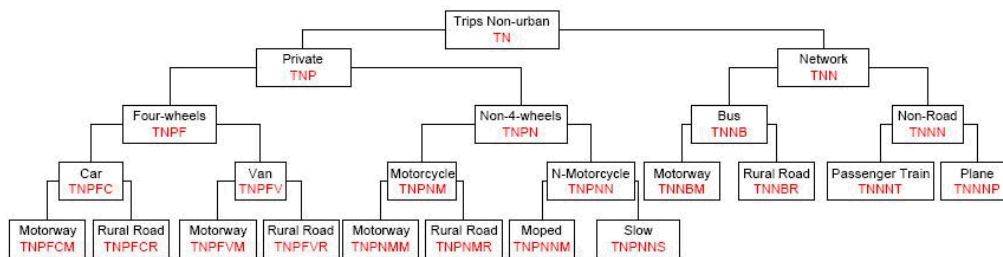 Trips Non-urban
TN
Private
TNP
Network
TNN
Four-wheels
TNPF
Non-4-wheels
TNPN
Bus
TNNB
Non-Road
TNNN
Car
TNPFC
Van
TNPFV
Motorcycle
TNPNM
N-Motorcycle
TNPNN
Motorway
TNNBM
Rural Road
TNNBR
Passenger Train
TNNNT
Plane
TNNNP
Motorway
TNPFCM
Rural Road
TNPFCR
Motorway
TNPFVM
Rural Road
TNPFVR
Motorway
TNPNMM
Rural Road
TNPNMR
Moped
TNPNNM
Slow
TNPNNS